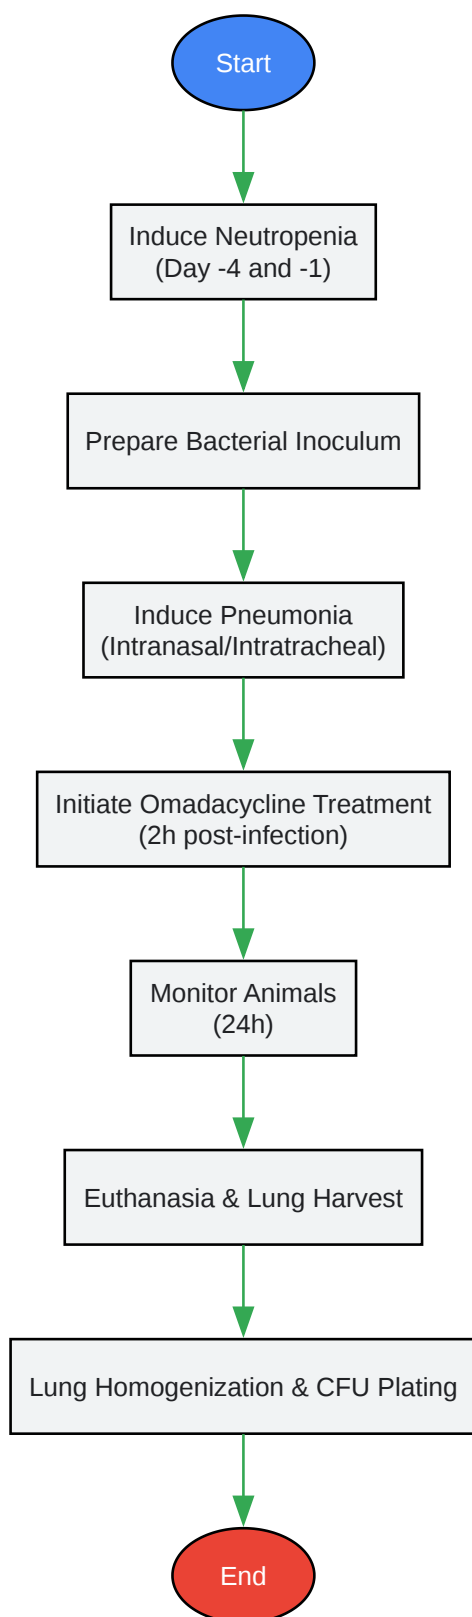 Start
Induce Neutropenia
(Day -4 and -1)
Prepare Bacterial Inoculum
Induce Pneumonia
(Intranasal/Intratracheal)
Initiate Omadacycline Treatment
(2h post-infection)
Monitor Animals
(24h)
Euthanasia & Lung Harvest
Lung Homogenization & CFU Plating
End